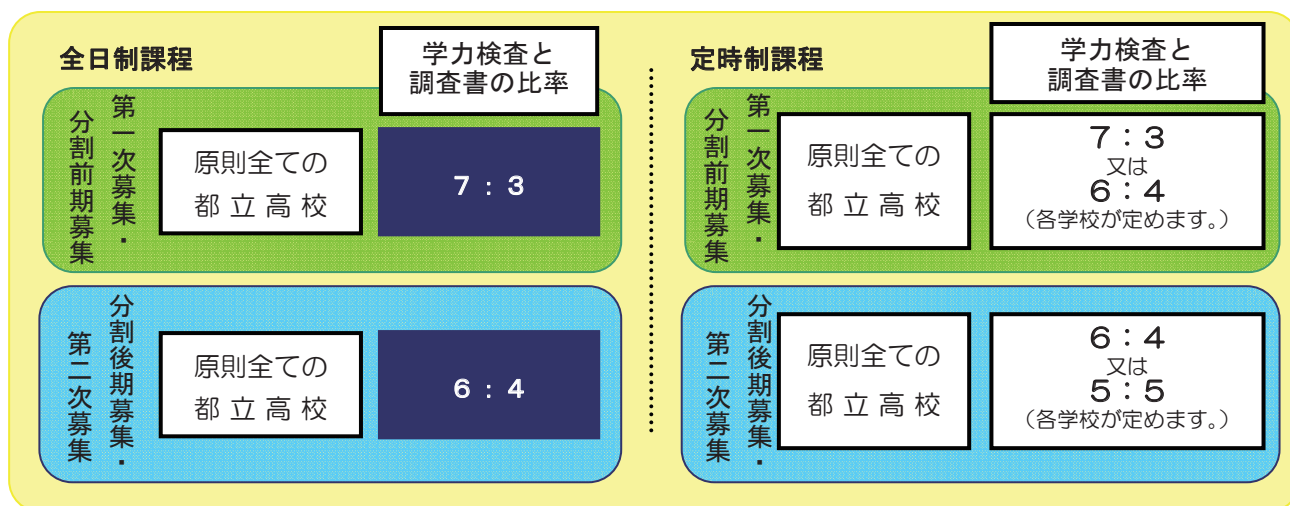 全日制課程
学力検査と
調査書の比率
第一次募集・
分割前期募集
原則全ての
都立高校
７：３
分割後期募集・
第二次募集
原則全ての
都立高校
６：４
定時制課程
学力検査と
調査書の比率
第一次募集・
分割前期募集
原則全ての
都立高校
７：３
又は
６：４
（各学校が定めます。）
分割後期募集・
第二次募集
原則全ての
都立高校
６：４
又は
５：５
（各学校が定めます。）